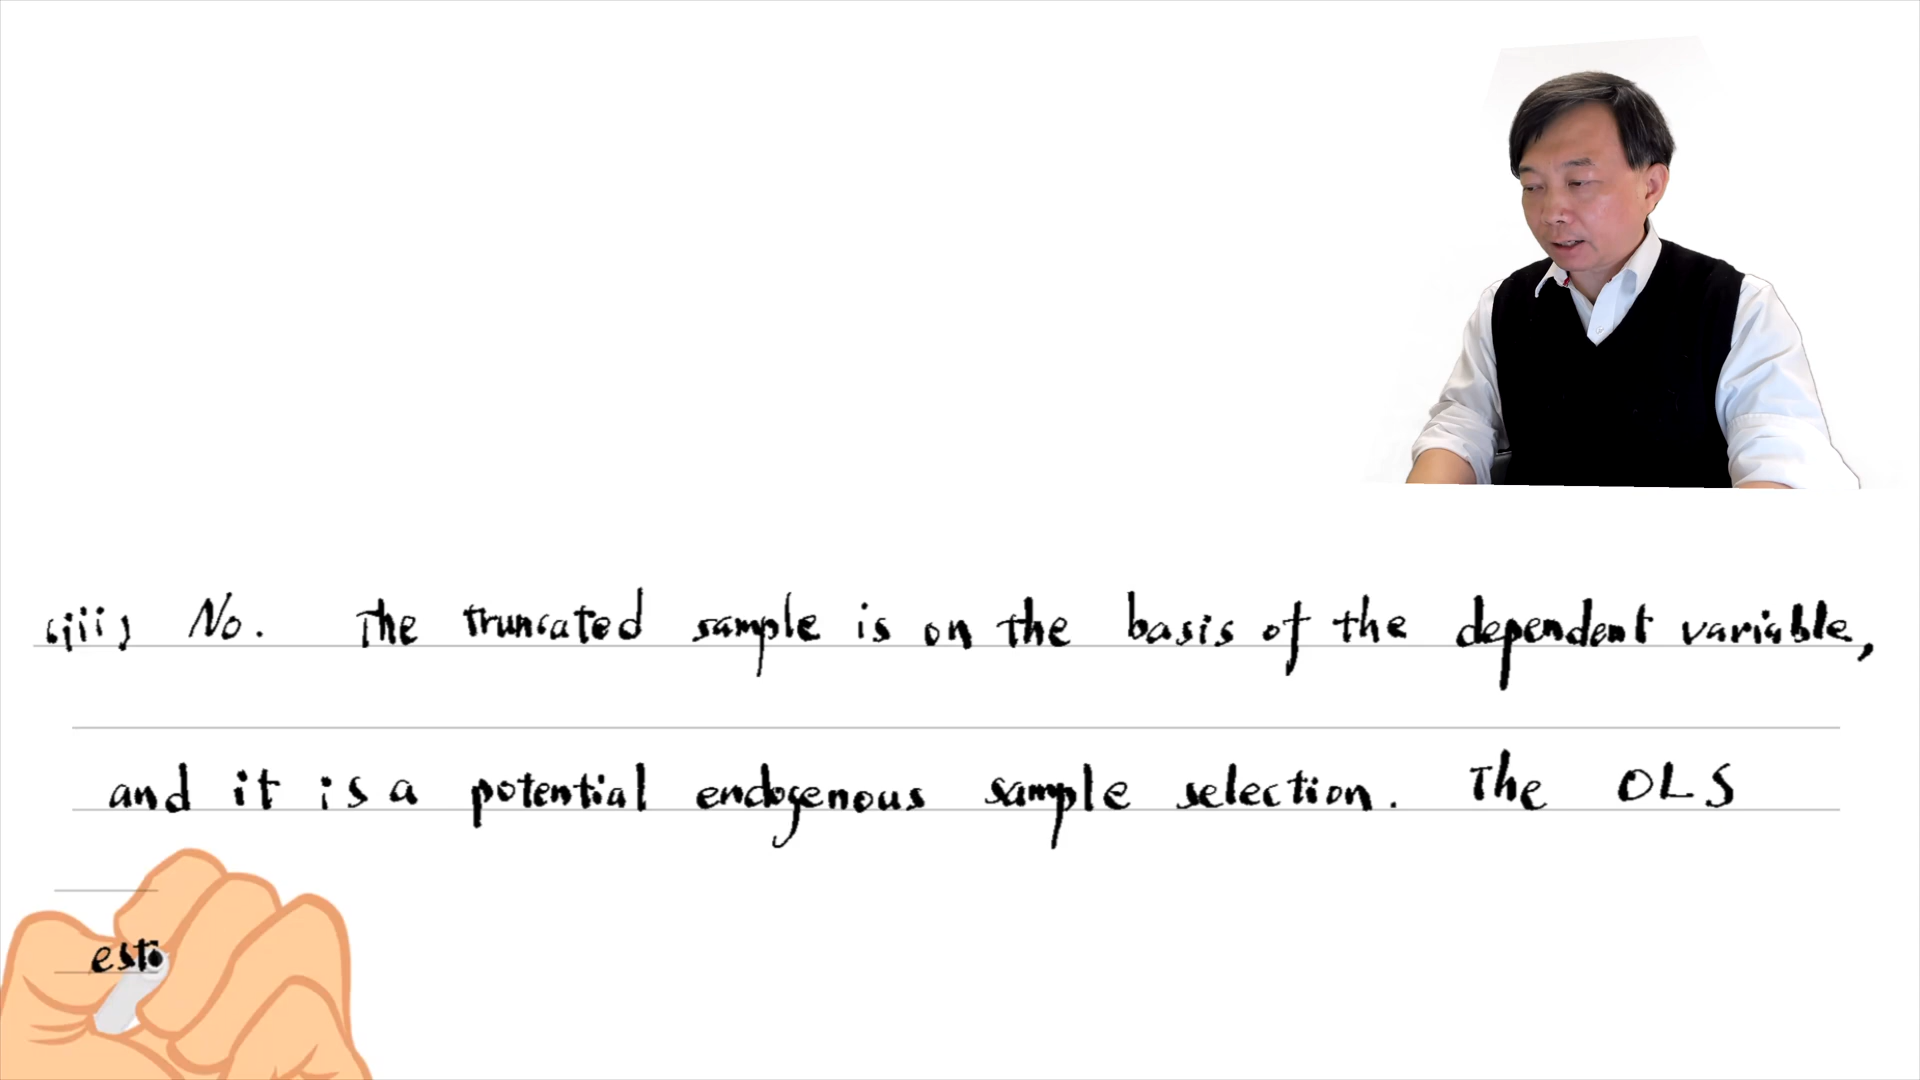 (iii) No. The truncated sample is on the basis of the dependent variable,
and it is a potential endogenous sample selection. The OLS
esti